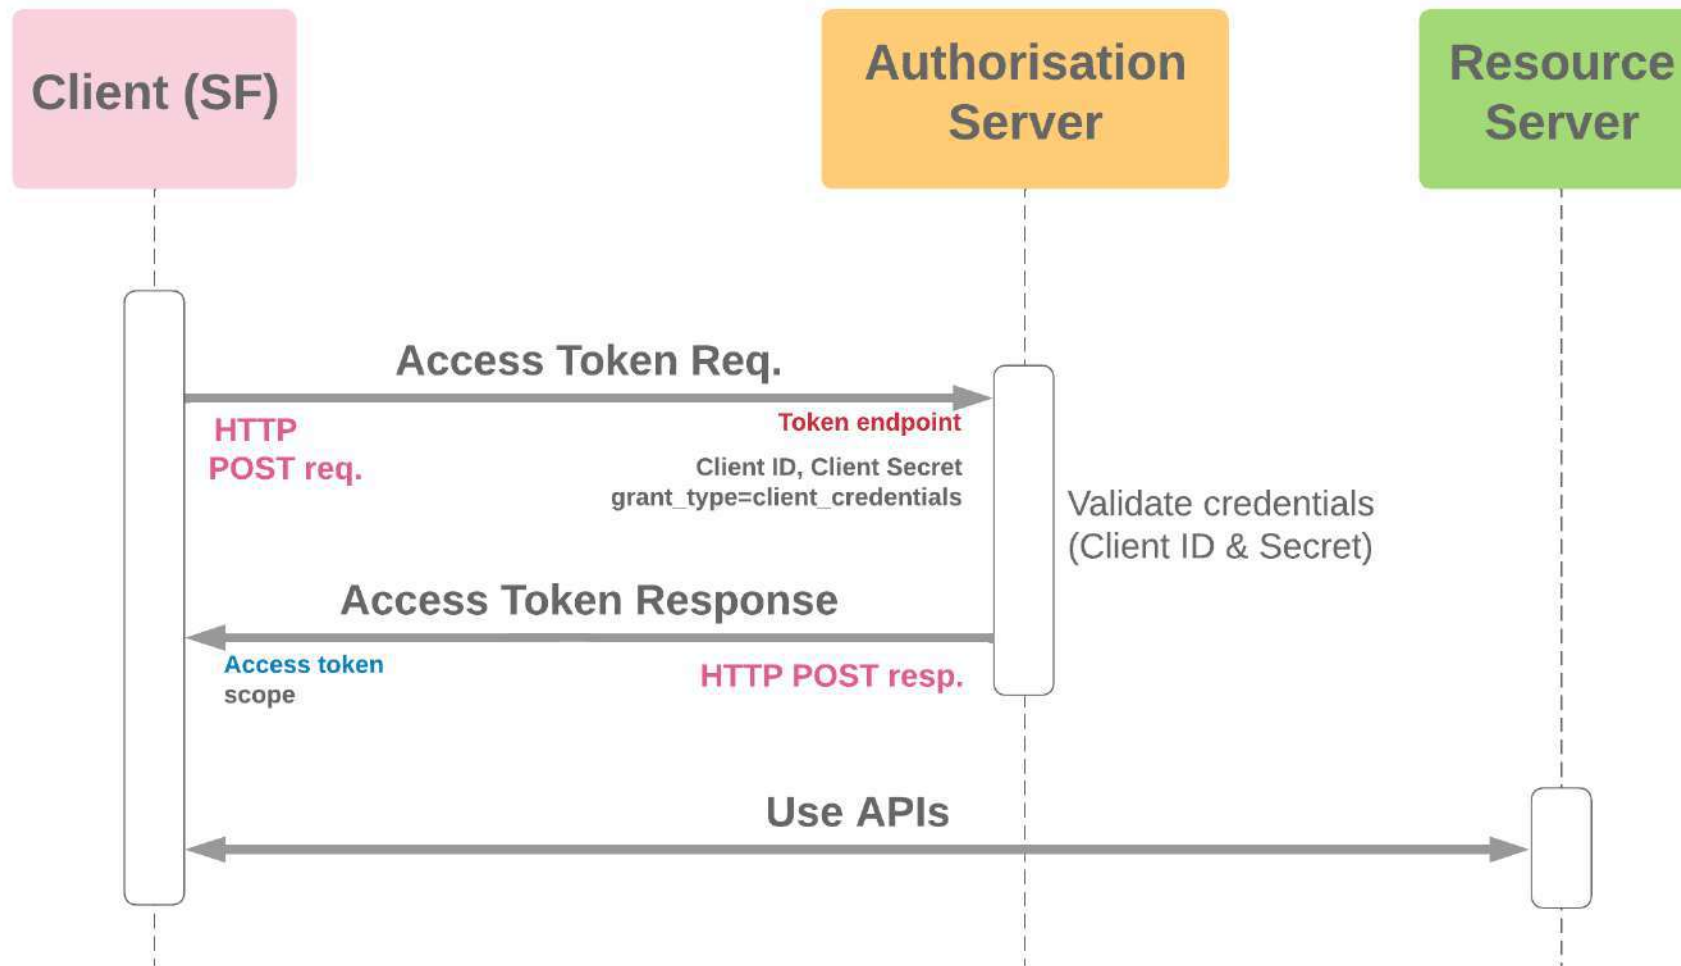 Client (SF)
Authorisation
Server
Resource
Server
Access Token Req.
HTTP
POST req.
Token endpoint
Client ID, Client Secret
grant_type=client_credentials
Validate credentials
(Client ID & Secret)
Access Token Response
Access token
scope
HTTP POST resp.
Use APIs